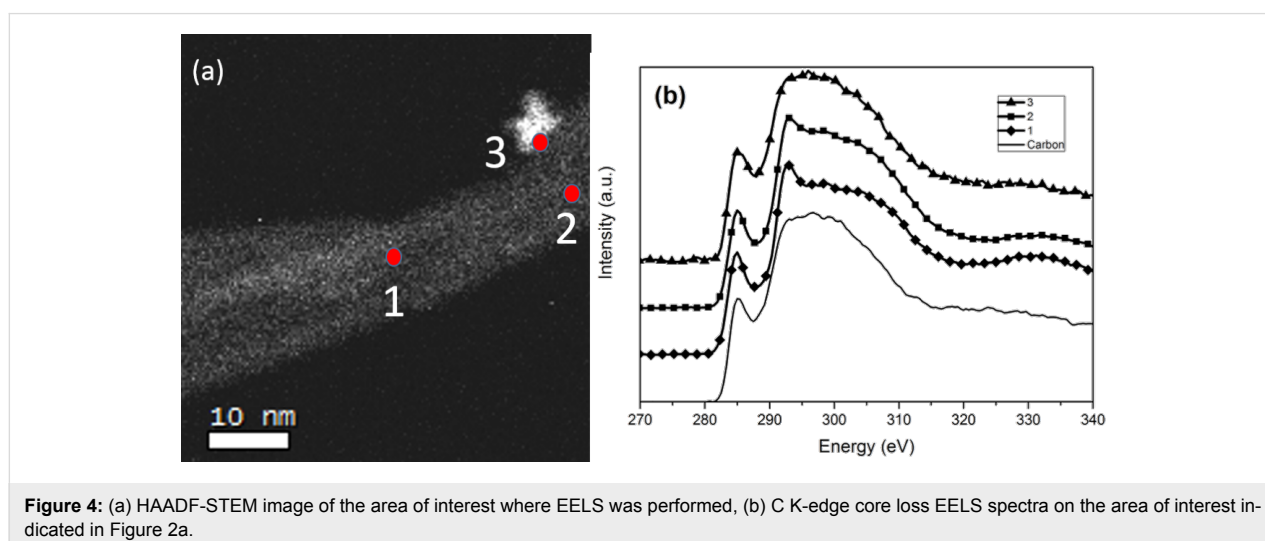 (a)
3
2
1
10 nm
(b)
3
2
1
Carbon
Intensity (a.u.)
270 280 290 300 310 320 330 340
Energy (eV)
Figure 4: (a) HAADF-STEM image of the area of interest where EELS was performed, (b) C K-edge core loss EELS spectra on the area of interest in-
dicated in Figure 2a.